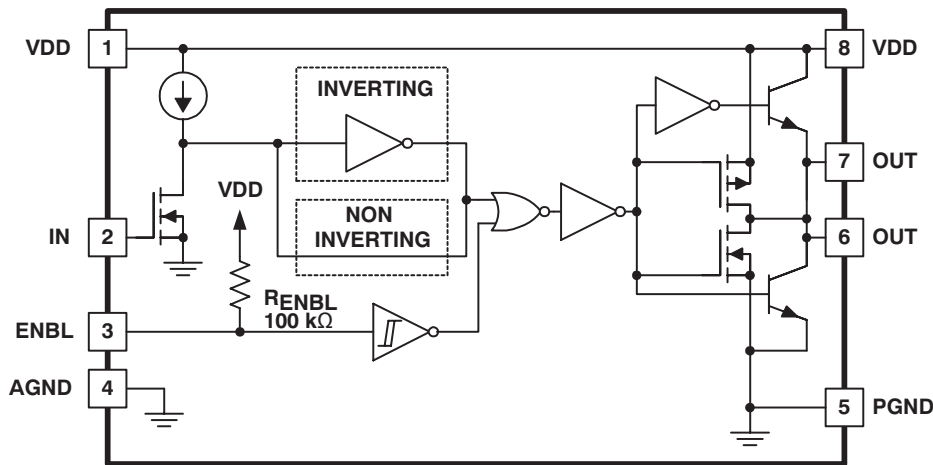 VDD 1
8 VDD
INVERTING
7 OUT
VDD
NON
INVERTING
IN 2
6 OUT
RENBL
100 kΩ
ENBL 3
AGND 4
5 PGND